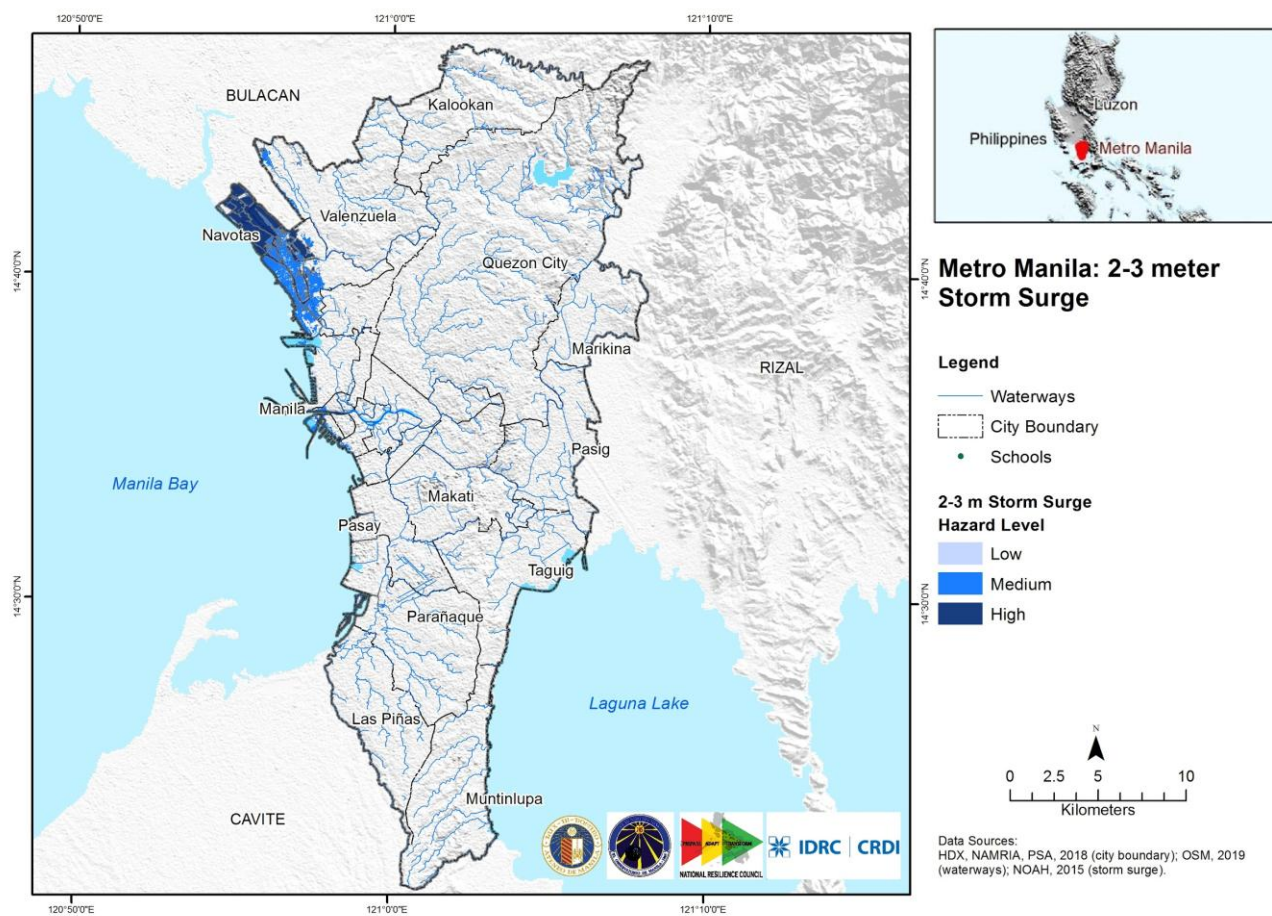 120°50'0"E
121°0'0"E
121°10'0"E
14°40'0"N
14°30'0"N
BULACAN
Kalookan
Valenzuela
Navotas
Quezon City
Marikina
RIZAL
Manila
Pasig
Manila Bay
Makati
Pasay
Taguig
Parañaque
Laguna Lake
Las Piñas
Muntinlupa
CAVITE
NATIONAL RESILIENCE COUNCIL
IDRC | CRDI
120°50'0"E
121°0'0"E
121°10'0"E
14°40'0"N
14°30'0"N
Luzon
Philippines
Metro Manila
Metro Manila: 2-3 meter
Storm Surge
Legend
Waterways
City Boundary
Schools
2-3 m Storm Surge
Hazard Level
Low
Medium
High
N
0 2.5 5 10
Kilometers
Data Sources:
HDX, NAMRIA, PSA, 2018 (city boundary); OSM, 2019
(waterways); NOAH, 2015 (storm surge).